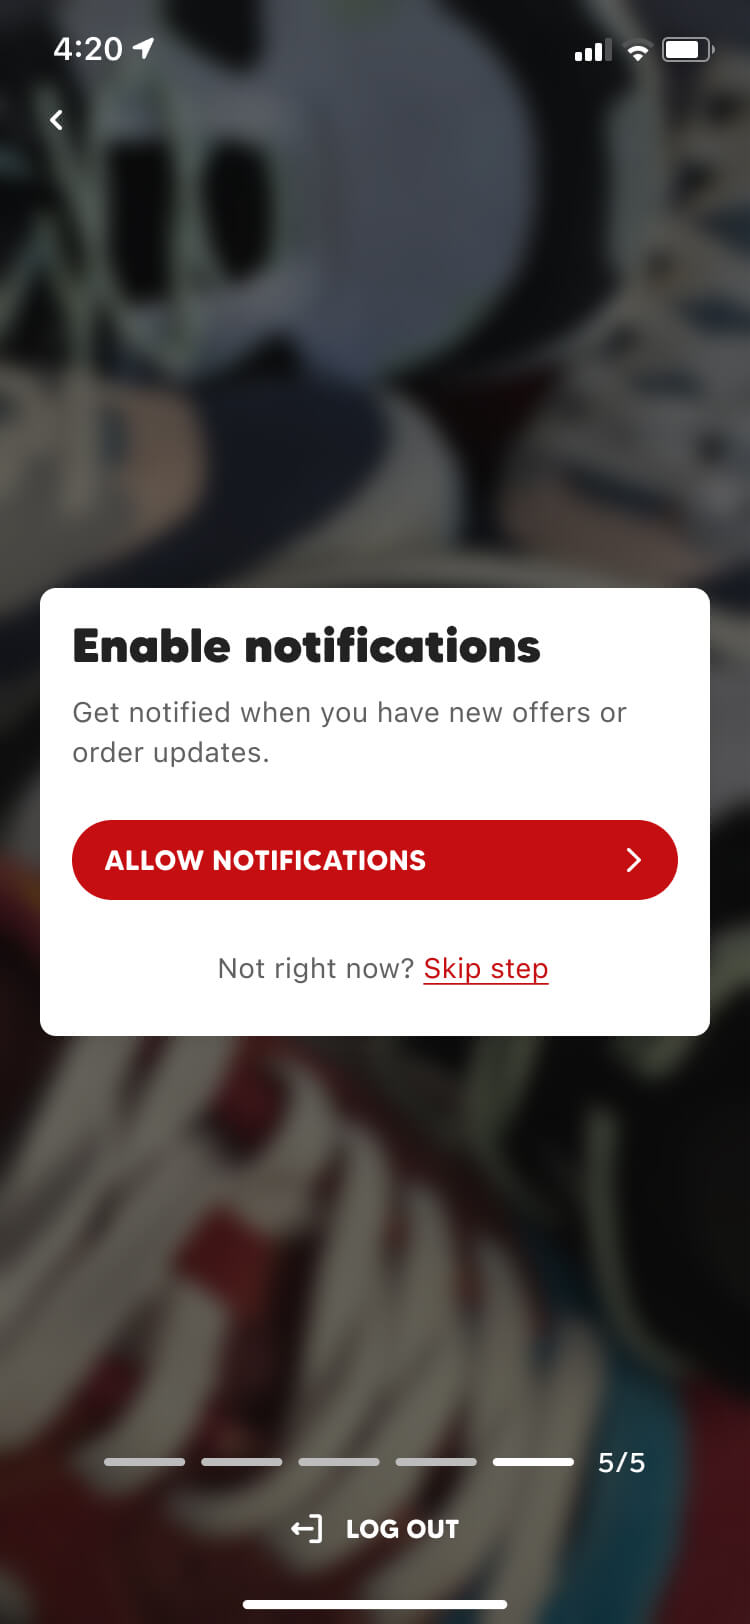 4:20
Enable notifications
Get notified when you have new offers or
order updates.
ALLOW NOTIFICATIONS
Not right now? Skip step
5/5
LOG OUT